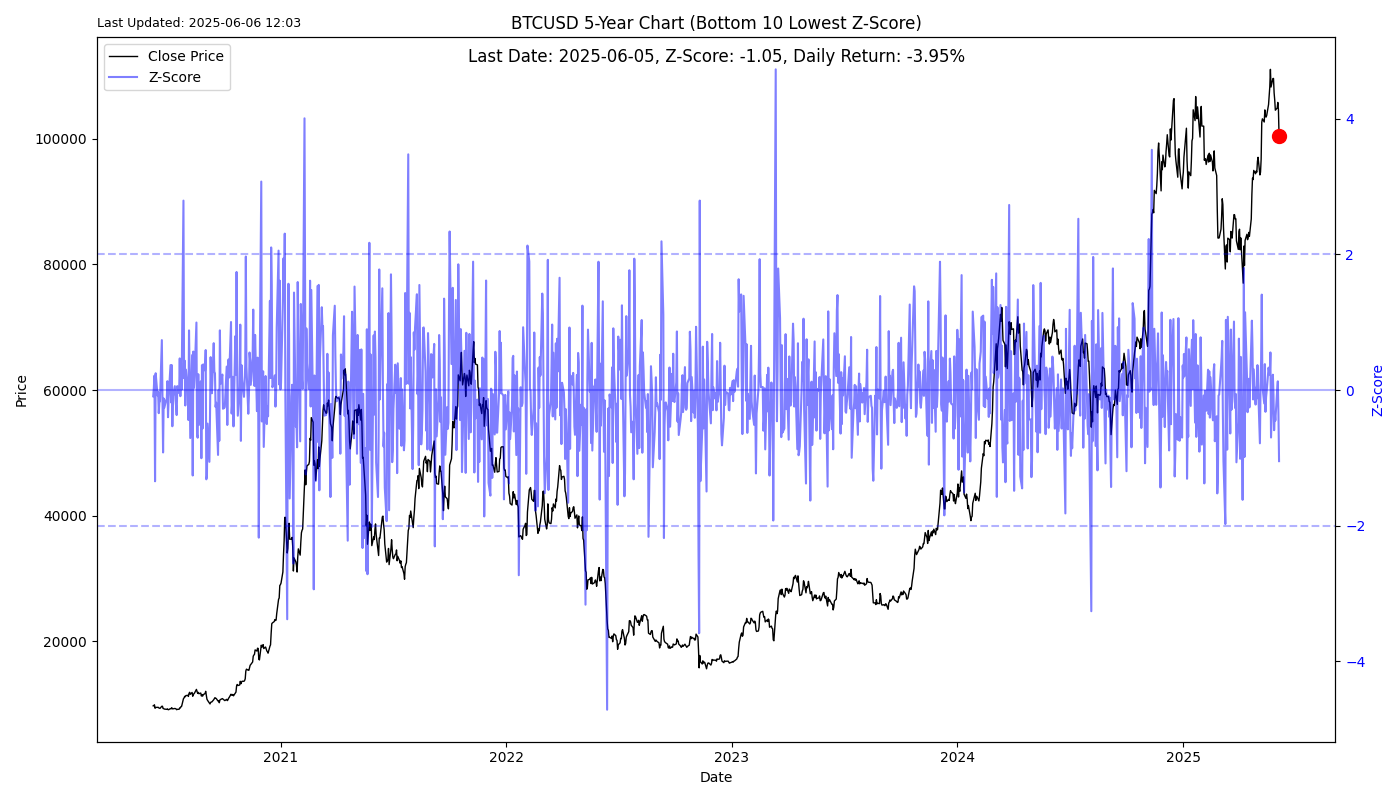 Last Updated: 2025-06-06 12:03
BTCUSD 5-Year Chart (Bottom 10 Lowest Z-Score)
Last Date: 2025-06-05, Z-Score: -1.05, Daily Return: -3.95%
Close Price
Z-Score
100000
80000
60000
40000
20000
Price
4
2
0
−2
−4
Z-Score
2021
2022
2023
2024
2025
Date